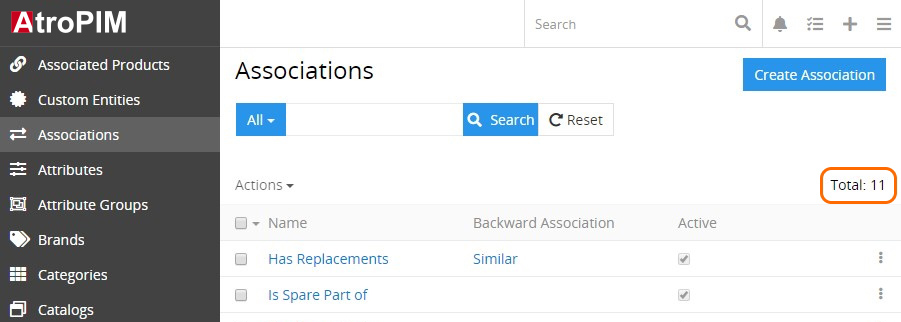 AtroPIM
Search
Associated Products
Custom Entities
Associations
Attributes
Attribute Groups
Brands
Categories
Catalogs
Associations
Create Association
All
Search
Reset
Actions
Total: 11
Name Backward Association Active
Has Replacements Similar
Is Spare Part of